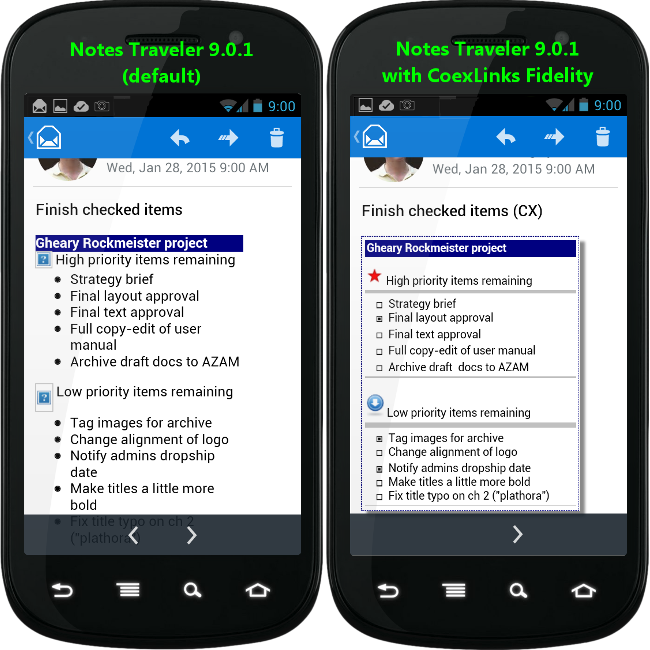 Notes Traveler 9.0.1
(default)
9:00
Wed, Jan 28, 2015 9:00 AM
Finish checked items
Gheary Rockmeister project
High priority items remaining
Strategy brief
Final layout approval
Final text approval
Full copy-edit of user
manual
Archive draft docs to AZAM
Low priority items remaining
Tag images for archive
Change alignment of logo
Notify admins dropship
date
Make titles a little more
bold
Fix title typo on ch 2
("plathora")
Notes Traveler 9.0.1
with CoexLinks Fidelity
9:00
Wed, Jan 28, 2015 9:00 AM
Finish checked items (CX)
Gheary Rockmeister project
High priority items remaining
Strategy brief
Final layout approval
Final text approval
Full copy-edit of user manual
Archive draft docs to AZAM
Low priority items remaining
Tag images for archive
Change alignment of logo
Notify admins dropship date
Make titles a little more bold
Fix title typo on ch 2 ("plathora")